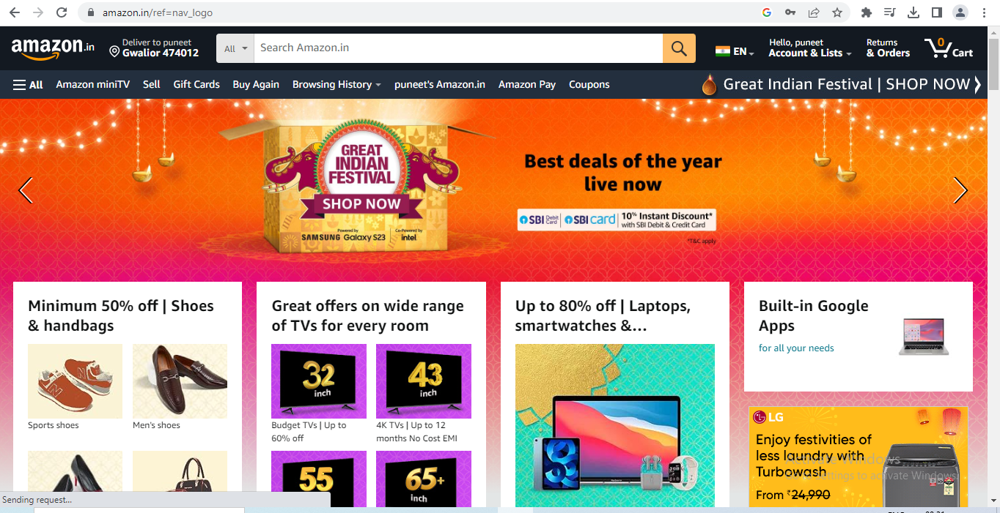 amazon.in/ref=nav_logo
amazon.in
Deliver to puneet
Gwalior 474012
All
Search Amazon.in
EN
Hello, puneet
Account & Lists
Returns
& Orders
0
Cart
All
Amazon miniTV
Sell
Gift Cards
Buy Again
Browsing History
puneet's Amazon.in
Amazon Pay
Coupons
Great Indian Festival | SHOP NOW
GREAT
INDIAN
FESTIVAL
SHOP NOW
Powered by
SAMSUNG Galaxy S23
Co-Powered by
intel
Best deals of the year
live now
SBI Debit Card
SBI card
10% Instant Discount*
with SBI Debit & Credit Card
*T&C apply
Minimum 50% off | Shoes
& handbags
Sports shoes
Men's shoes
Great offers on wide range
of TVs for every room
32
inch
43
inch
Budget TVs | Up to
60% off
4K TVs | Up to 12
months No Cost EMI
55
inch
65+
inch
Up to 80% off | Laptops,
smartwatches &...
Built-in Google
Apps
for all your needs
LG
Enjoy festivities of
less laundry with
Turbowash
From ₹24,990
Activate Windows
Go to Settings to activate Windows.
Sending request...